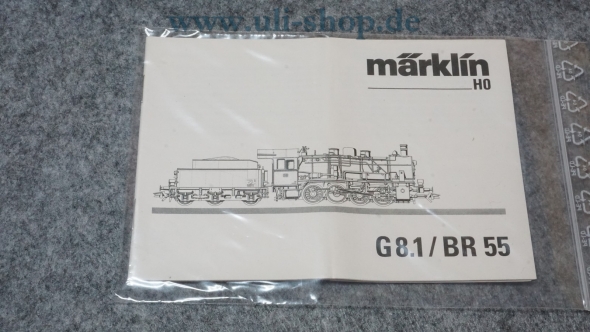 www.uli-shop.de
märklin
H0
G 8.1 / BR 55